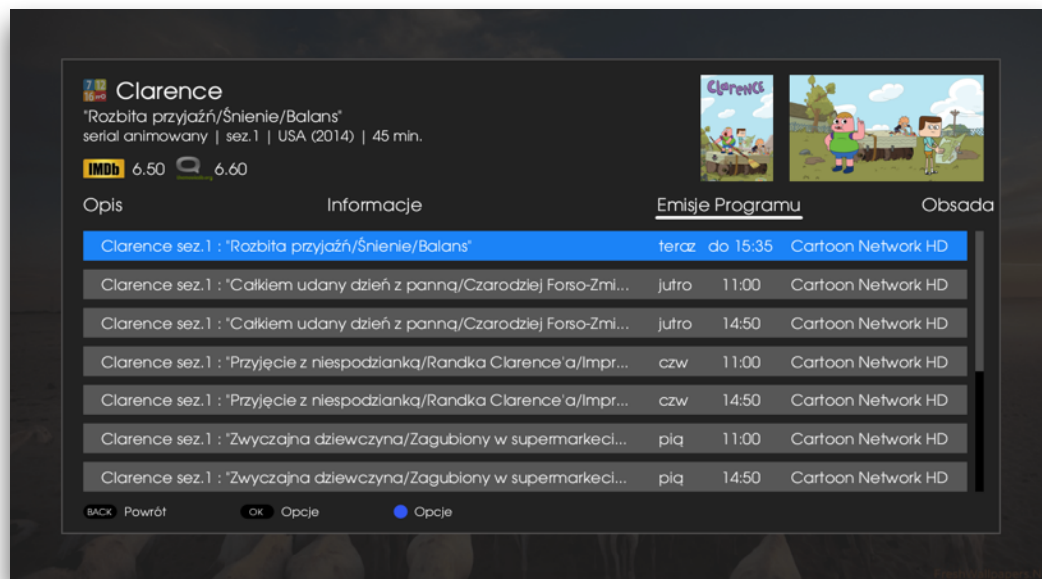 7 12
16
Clarence
"Rozbita przyjaźń/Śnienie/Balans"
serial animowany | sez.1 | USA (2014) | 45 min.
IMDb 6.50 6.60
CLARENCE
Opis Informacje Emisje Programu Obsada
Clarence sez.1 : "Rozbita przyjaźń/Śnienie/Balans" teraz do 15:35 Cartoon Network HD
Clarence sez.1 : "Całkiem udany dzień z panną/Czarodziej Forso-Zmi... jutro 11:00 Cartoon Network HD
Clarence sez.1 : "Całkiem udany dzień z panną/Czarodziej Forso-Zmi... jutro 14:50 Cartoon Network HD
Clarence sez.1 : "Przyjęcie z niespodzianką/Randka Clarence'a/Impr... czw 11:00 Cartoon Network HD
Clarence sez.1 : "Przyjęcie z niespodzianką/Randka Clarence'a/Impr... czw 14:50 Cartoon Network HD
Clarence sez.1 : "Zwyczajna dziewczyna/Zagubiony w supermarkeci... pią 11:00 Cartoon Network HD
Clarence sez.1 : "Zwyczajna dziewczyna/Zagubiony w supermarkeci... pią 14:50 Cartoon Network HD
BACK Powrót OK Opcje Opcje